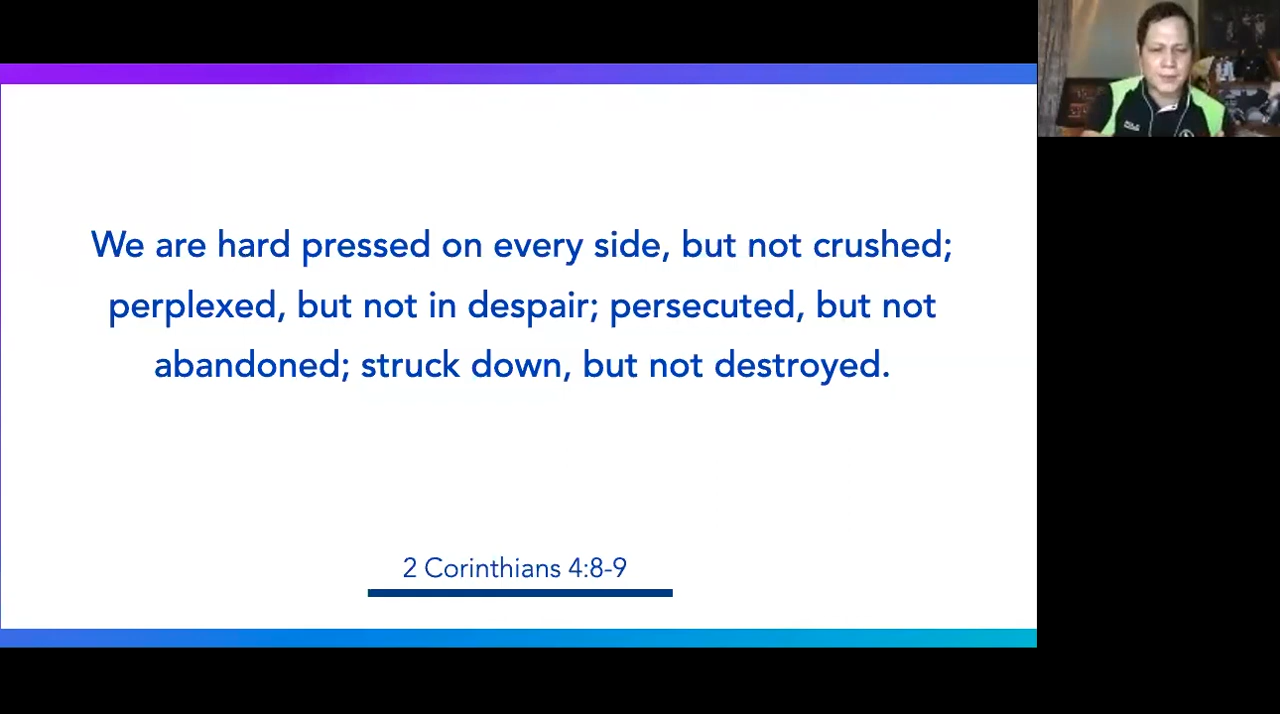 We are hard pressed on every side, but not crushed;
perplexed, but not in despair; persecuted, but not
abandoned; struck down, but not destroyed.
2 Corinthians 4:8-9